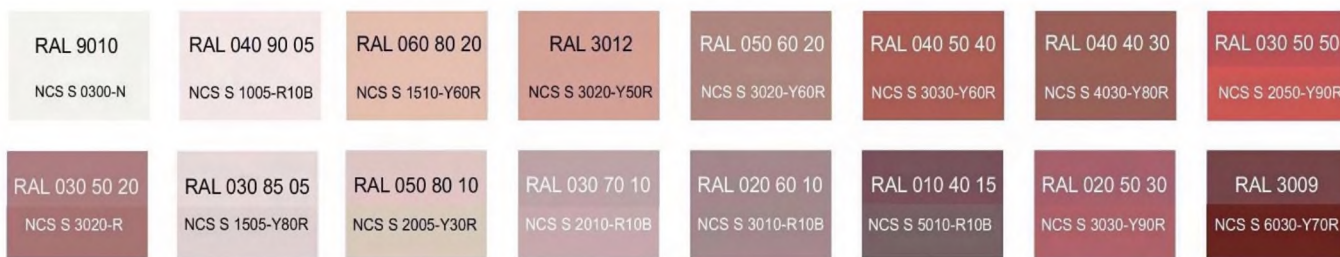 RAL 9010
NCS S 0300-N
RAL 040 90 05
NCS S 1005-R10B
RAL 060 80 20
NCS S 1510-Y60R
RAL 3012
NCS S 3020-Y50R
RAL 050 60 20
NCS S 3020-Y60R
RAL 040 50 40
NCS S 3030-Y60R
RAL 040 40 30
NCS S 4030-Y80R
RAL 030 50 50
NCS S 2050-Y90R
RAL 030 50 20
NCS S 3020-R
RAL 030 85 05
NCS S 1505-Y80R
RAL 050 80 10
NCS S 2005-Y30R
RAL 030 70 10
NCS S 2010-R10B
RAL 020 60 10
NCS S 3010-R10B
RAL 010 40 15
NCS S 5010-R10B
RAL 020 50 30
NCS S 3030-Y90R
RAL 3009
NCS S 6030-Y70R